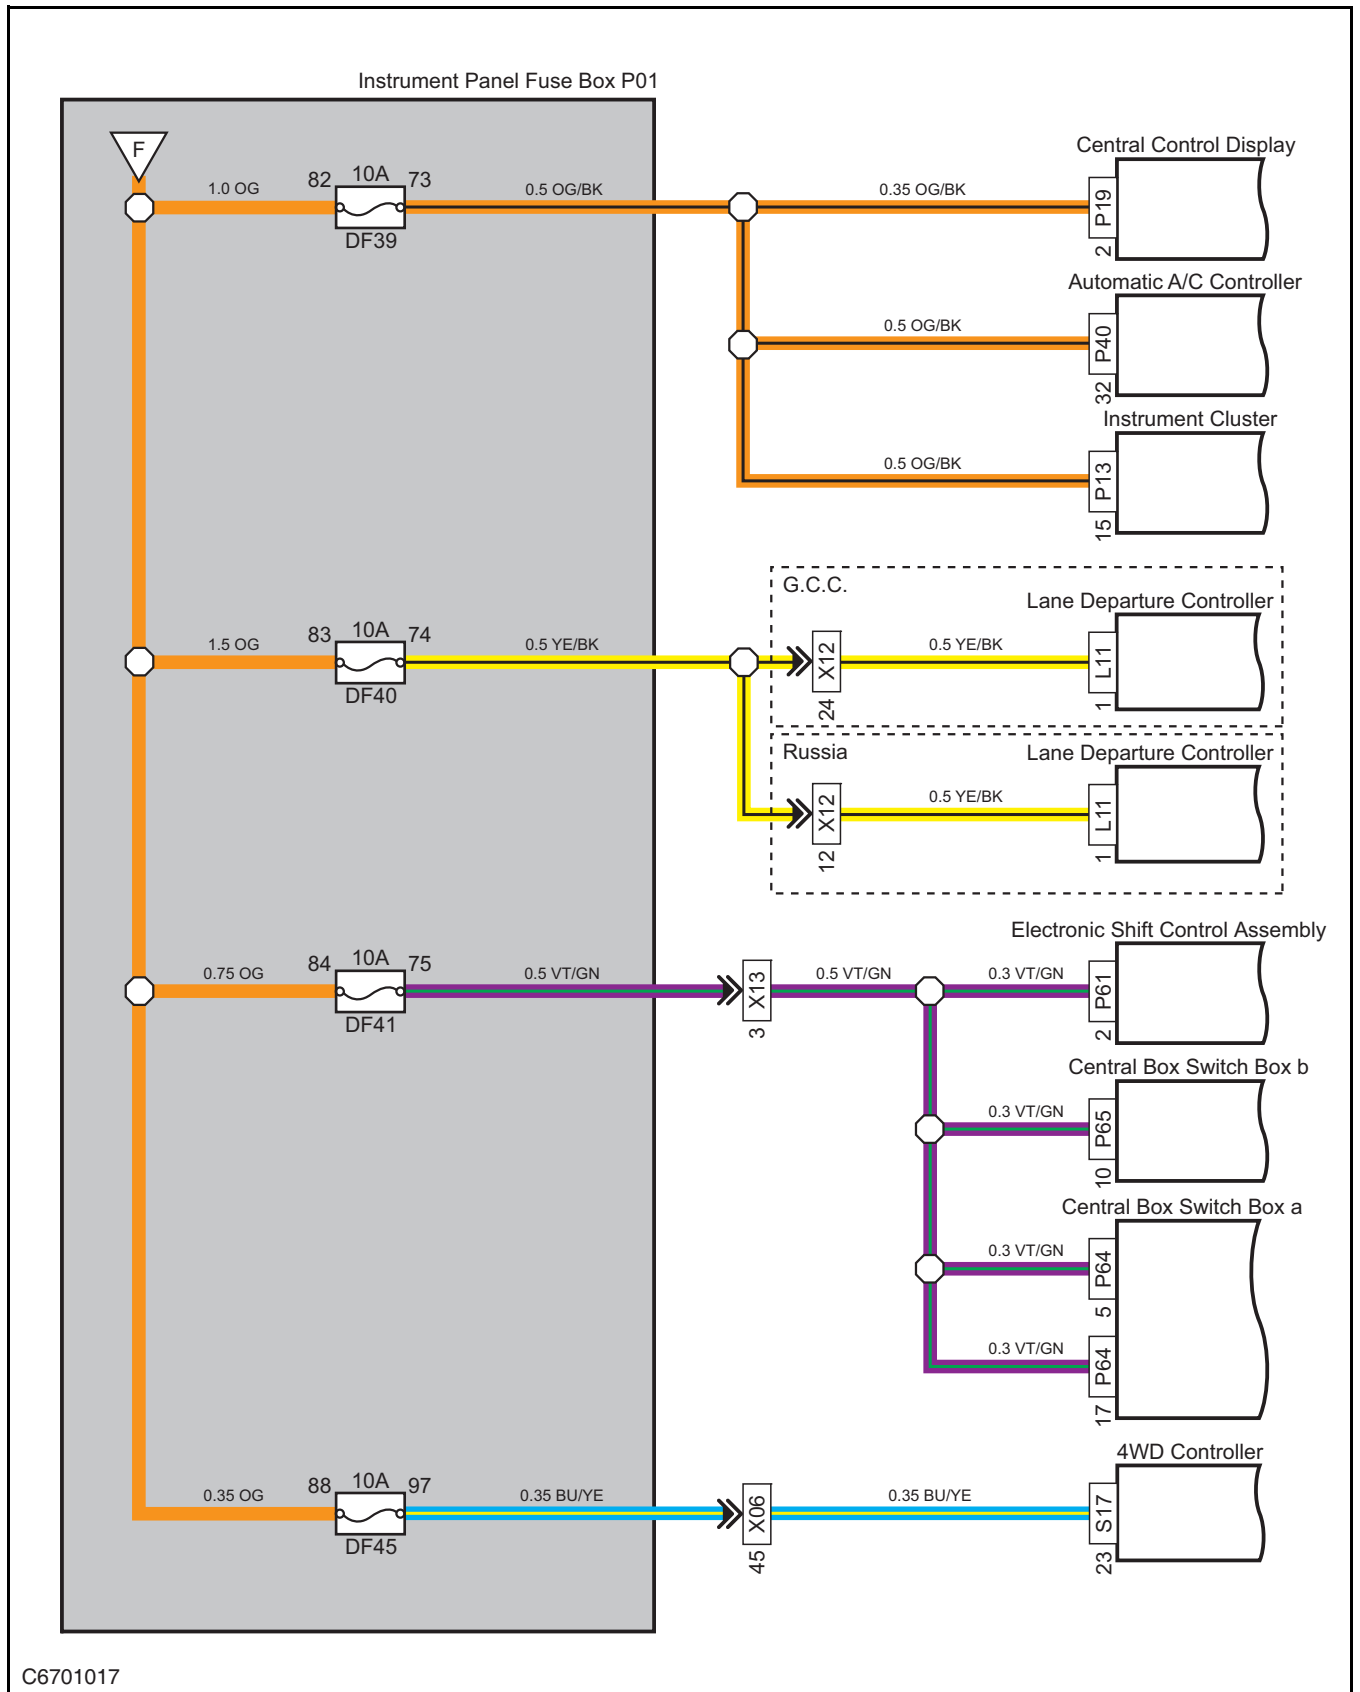 Instrument Panel Fuse Box P01
F
1.0 OG
82
10A
73
DF39
0.5 OG/BK
0.35 OG/BK
Central Control Display
P19
2
Automatic A/C Controller
0.5 OG/BK
P40
32
Instrument Cluster
0.5 OG/BK
P13
15
G.C.C.
Lane Departure Controller
1.5 OG
83
10A
74
DF40
0.5 YE/BK
X12
24
0.5 YE/BK
L11
1
Russia
Lane Departure Controller
X12
12
0.5 YE/BK
L11
1
Electronic Shift Control Assembly
0.75 OG
84
10A
75
DF41
0.5 VT/GN
X13
3
0.5 VT/GN
0.3 VT/GN
P61
2
Central Box Switch Box b
0.3 VT/GN
P65
10
Central Box Switch Box a
0.3 VT/GN
P64
5
0.3 VT/GN
P64
17
4WD Controller
0.35 OG
88
10A
97
DF45
0.35 BU/YE
X06
45
0.35 BU/YE
S17
23
C6701017